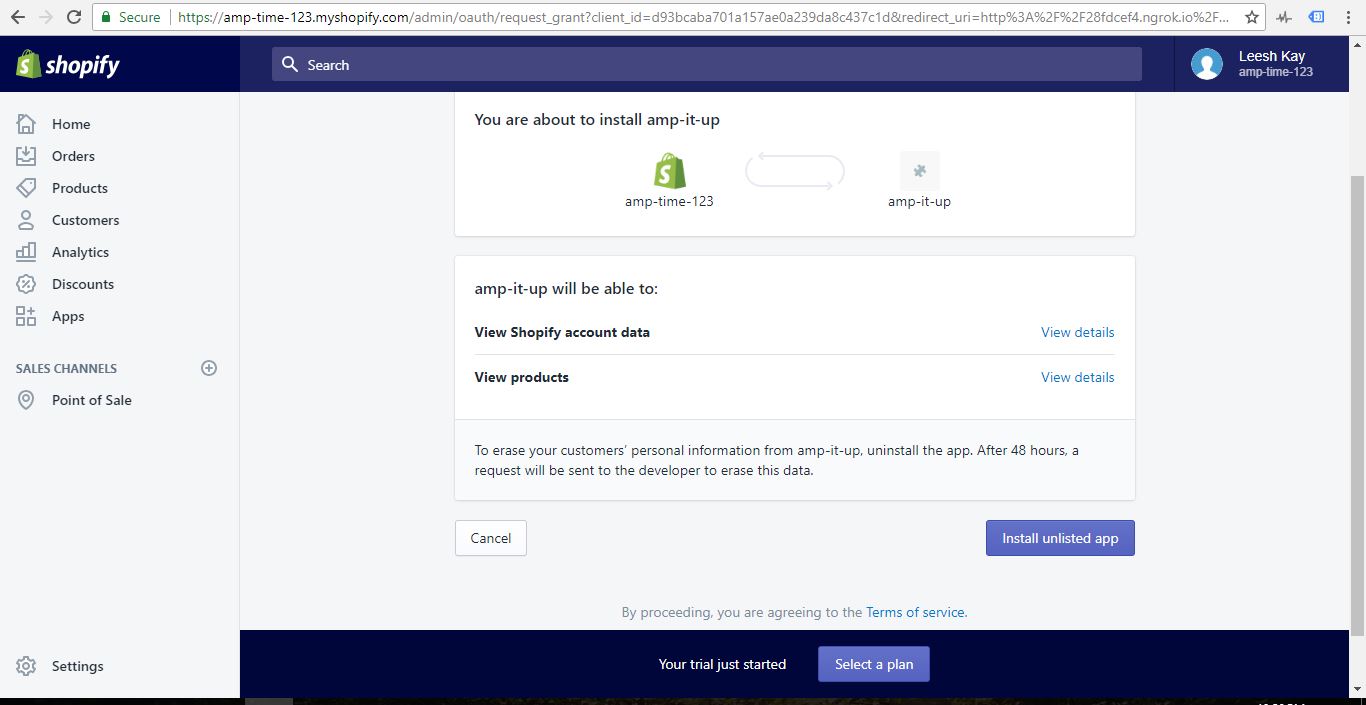 Secure https://amp-time-123.myshopify.com/admin/oauth/request_grant?client_id=d93bcaba701a157ae0a239da8c437c1d&redirect_uri=http%3A%2F%2F28fdcef4.ngrok.io%2F...
shopify
Search
Leesh Kay
amp-time-123
Home
Orders
Products
Customers
Analytics
Discounts
Apps
SALES CHANNELS
Point of Sale
Settings
You are about to install amp-it-up
amp-time-123 amp-it-up
amp-it-up will be able to:
View Shopify account data View details
View products View details
To erase your customers' personal information from amp-it-up, uninstall the app. After 48 hours, a
request will be sent to the developer to erase this data.
Cancel Install unlisted app
By proceeding, you are agreeing to the Terms of service.
Your trial just started Select a plan